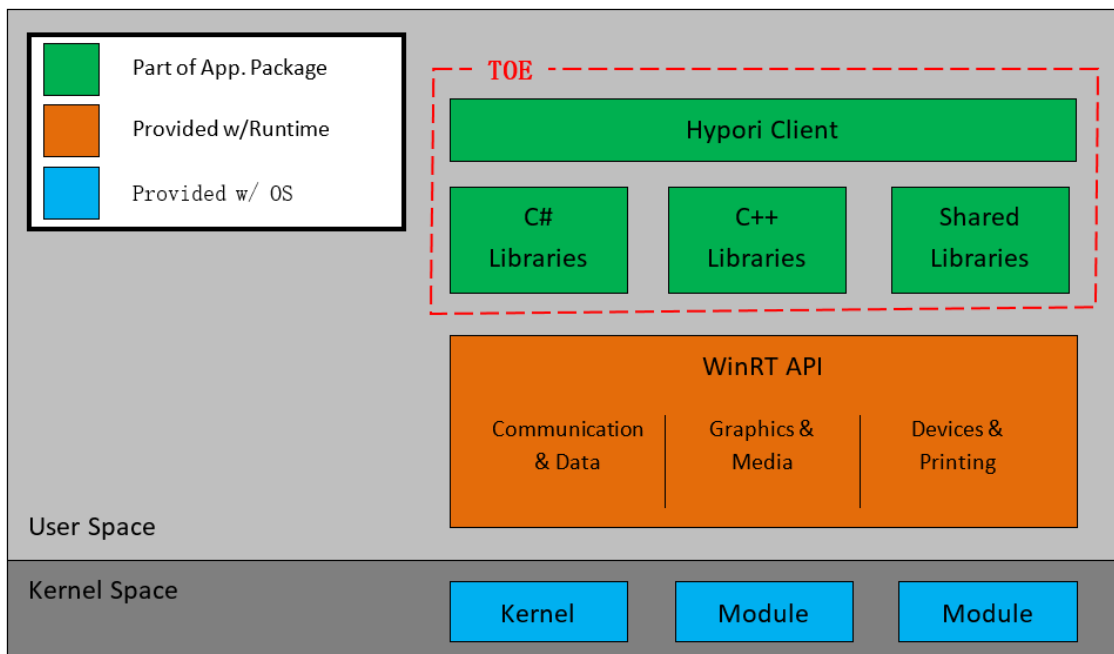 Part of App. Package
Provided w/Runtime
Provided w/ OS
TOE
Hypori Client
C#
Libraries
C++
Libraries
Shared
Libraries
WinRT API
Communication
& Data
Graphics &
Media
Devices &
Printing
User Space
Kernel Space
Kernel
Module
Module